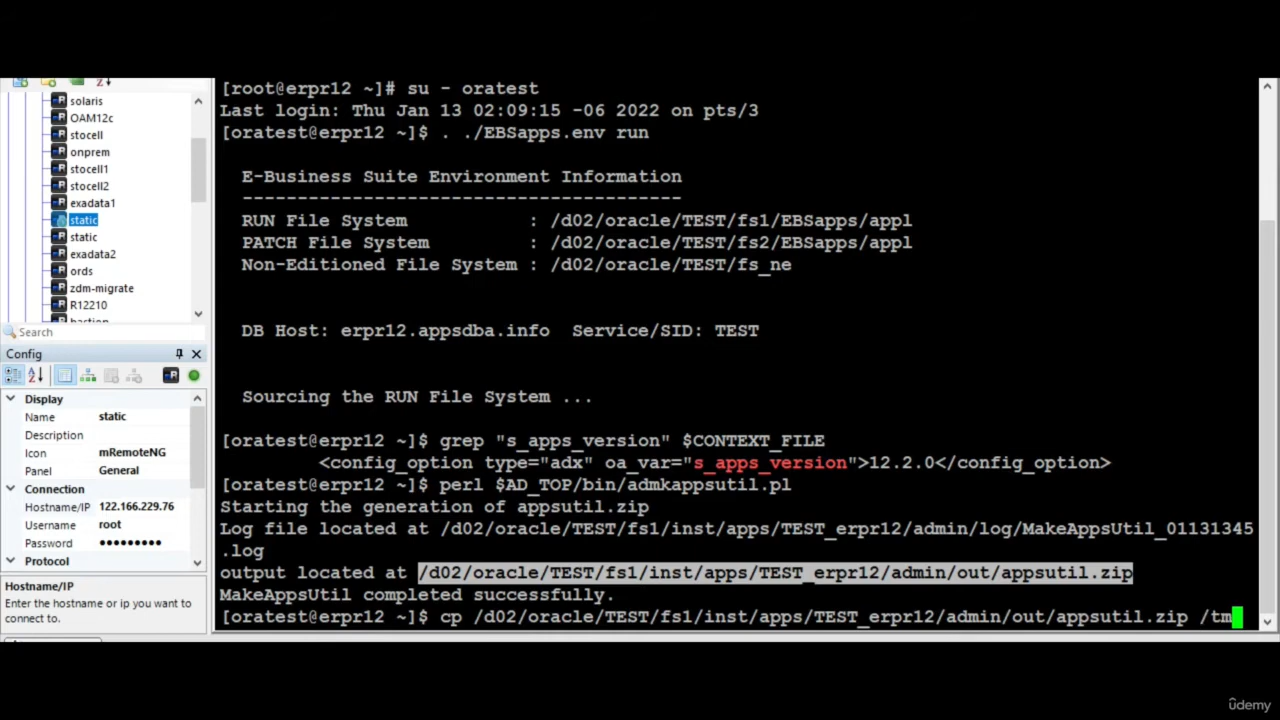 solaris
OAM12c
stocell
onprem
stocell1
stocell2
exadata1
static
static
exadata2
ords
zdm-migrate
R12210
bastion
Search
Config
Display
Name static
Description
Icon mRemoteNG
Panel General
Connection
Hostname/IP 122.166.229.76
Username root
Password ●●●●●●●●●
Protocol
Hostname/IP
Enter the hostname or ip you want to
connect to.
[root@erpr12 ~]# su - oratest
Last login: Thu Jan 13 02:09:15 -06 2022 on pts/3
[oratest@erpr12 ~]$ . ./EBSapps.env run
E-Business Suite Environment Information
----------------------------------------
RUN File System : /d02/oracle/TEST/fs1/EBSapps/appl
PATCH File System : /d02/oracle/TEST/fs2/EBSapps/appl
Non-Editioned File System : /d02/oracle/TEST/fs_ne
DB Host: erpr12.appsdba.info Service/SID: TEST
Sourcing the RUN File System ...
[oratest@erpr12 ~]$ grep "s_apps_version" $CONTEXT_FILE
<config_option type="adx" oa_var="s_apps_version">12.2.0</config_option>
[oratest@erpr12 ~]$ perl $AD_TOP/bin/admkappsutil.pl
Starting the generation of appsutil.zip
Log file located at /d02/oracle/TEST/fs1/inst/apps/TEST_erpr12/admin/log/MakeAppsUtil_01131345
.log
output located at /d02/oracle/TEST/fs1/inst/apps/TEST_erpr12/admin/out/appsutil.zip
MakeAppsUtil completed successfully.
[oratest@erpr12 ~]$ cp /d02/oracle/TEST/fs1/inst/apps/TEST_erpr12/admin/out/appsutil.zip /tm
ûdemy